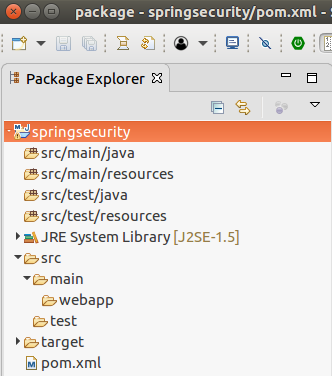 package - springsecurity/pom.xml -
Package Explorer
springsecurity
src/main/java
src/main/resources
src/test/java
src/test/resources
JRE System Library [J2SE-1.5]
src
main
webapp
test
target
pom.xml